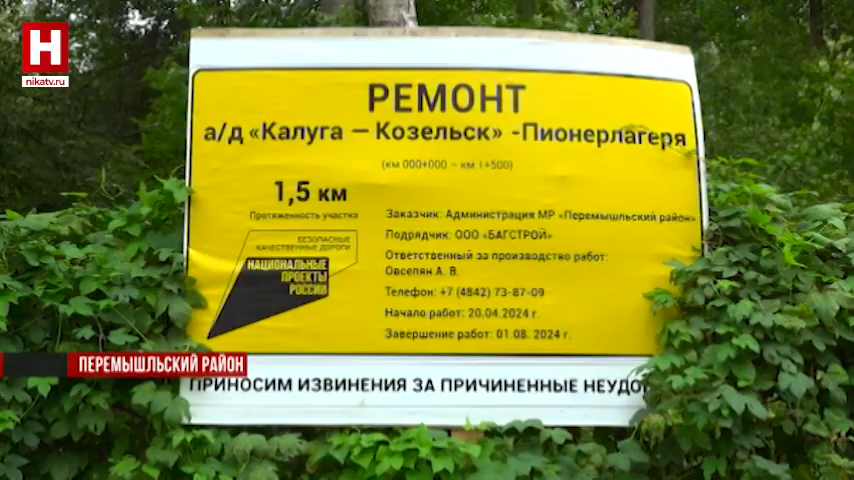 Н
nikatv.ru
РЕМОНТ
а/д «Калуга — Козельск» -Пионерлагеря
(км 000+000 – км 1+500)
1,5 км
Протяженность участка
БЕЗОПАСНЫЕ
КАЧЕСТВЕННЫЕ ДОРОГИ
НАЦИОНАЛЬНЫЕ
ПРОЕКТЫ
РОССИИ
Заказчик: Администрация МР «Перемышльский район»
Подрядчик: ООО «БАГСТРОЙ»
Ответственный за производство работ:
Овсепян А. В.
Телефон: +7 (4842) 73-87-09
Начало работ: 20.04.2024 г.
Завершение работ: 01.08. 2024 г.
ПЕРЕМЫШЛЬСКИЙ РАЙОН
ПРИНОСИМ ИЗВИНЕНИЯ ЗА ПРИЧИНЕННЫЕ